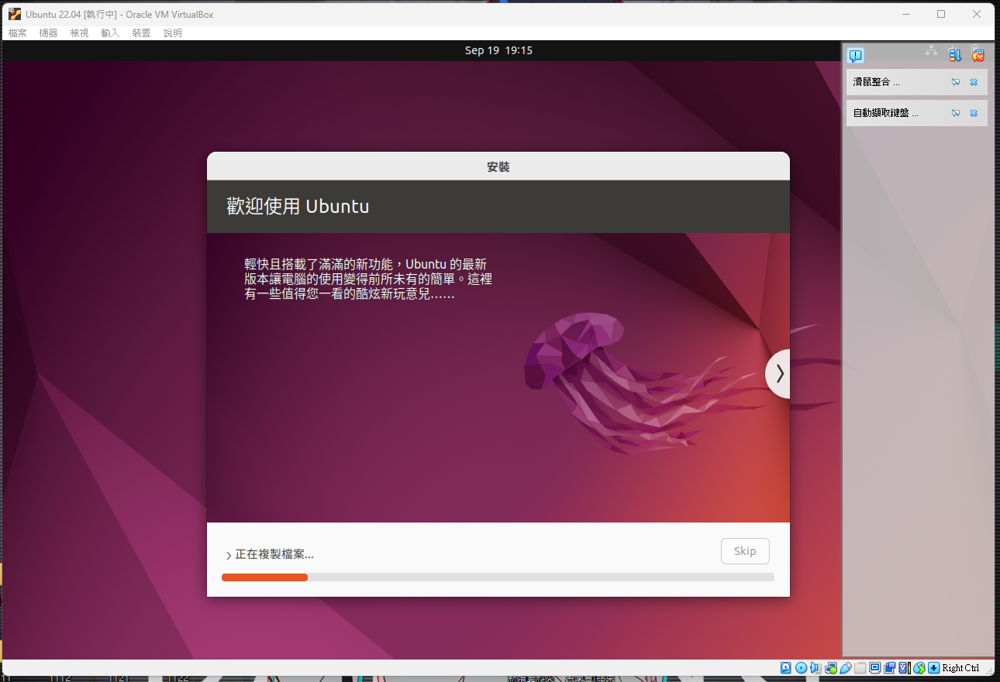 Ubuntu 22.04 [執行中] - Oracle VM VirtualBox
檔案 機器 檢視 輸入 裝置 說明
Sep 19 19:15
滑鼠整合 ...
自動擷取鍵盤 ...
安裝
歡迎使用 Ubuntu
輕快且搭載了滿滿的新功能，Ubuntu 的最新
版本讓電腦的使用變得前所未有的簡單。這裡
有一些值得您一看的酷炫新玩意兒……
正在複製檔案...
Skip
Right Ctrl